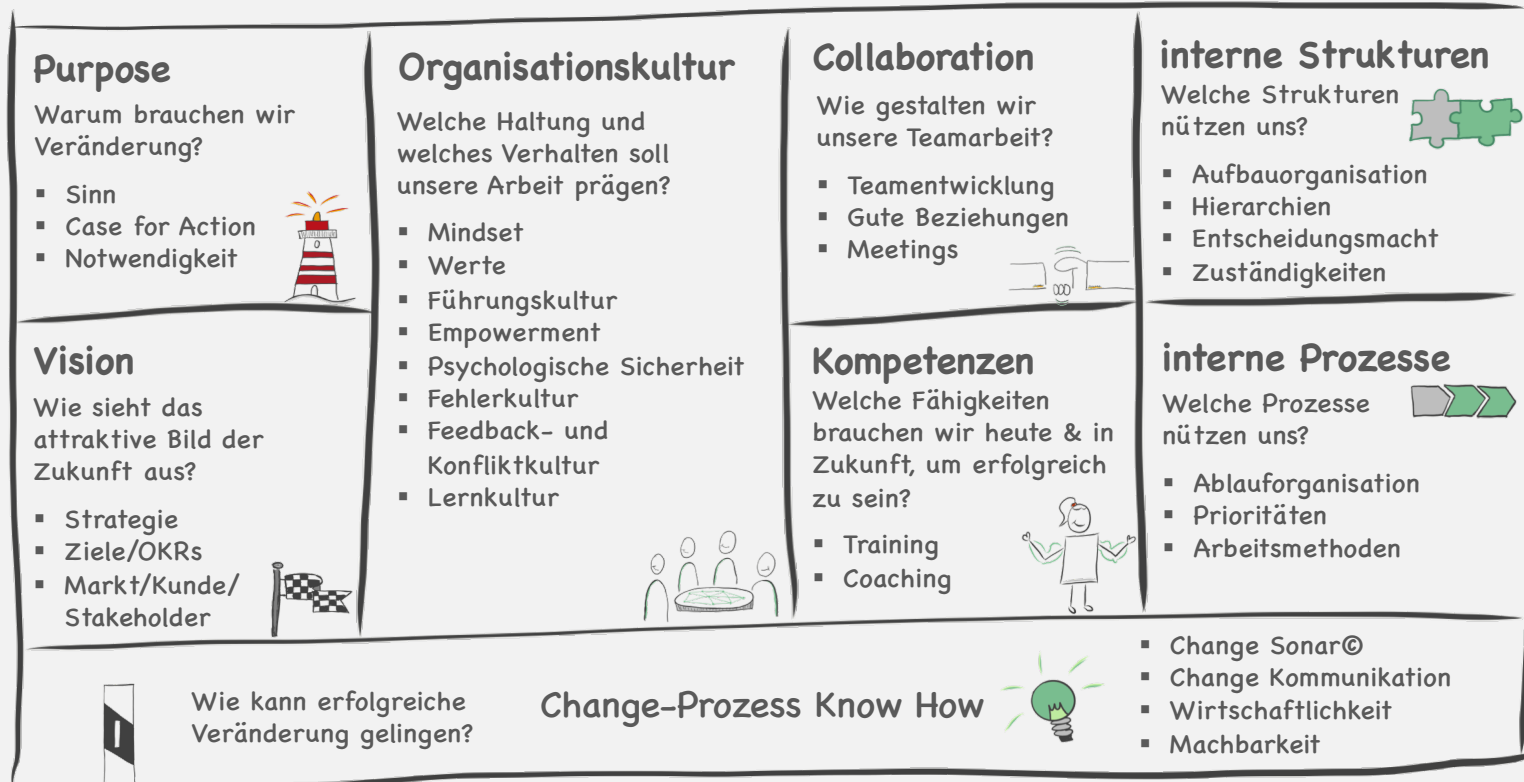 Purpose
Warum brauchen wir
Veränderung?
▪ Sinn
▪ Case for Action
▪ Notwendigkeit
Vision
Wie sieht das
attraktive Bild der
Zukunft aus?
▪ Strategie
▪ Ziele/OKRs
▪ Markt/Kunde/
Stakeholder
Organisationskultur
Welche Haltung und
welches Verhalten soll
unsere Arbeit prägen?
▪ Mindset
▪ Werte
▪ Führungskultur
▪ Empowerment
▪ Psychologische Sicherheit
▪ Fehlerkultur
▪ Feedback- und
Konfliktkultur
▪ Lernkultur
Collaboration
Wie gestalten wir
unsere Teamarbeit?
▪ Teamentwicklung
▪ Gute Beziehungen
▪ Meetings
Kompetenzen
Welche Fähigkeiten
brauchen wir heute & in
Zukunft, um erfolgreich
zu sein?
▪ Training
▪ Coaching
interne Strukturen
Welche Strukturen
nützen uns?
▪ Aufbauorganisation
▪ Hierarchien
▪ Entscheidungsmacht
▪ Zuständigkeiten
interne Prozesse
Welche Prozesse
nützen uns?
▪ Ablauforganisation
▪ Prioritäten
▪ Arbeitsmethoden
Wie kann erfolgreiche
Veränderung gelingen?
Change-Prozess Know How
▪ Change Sonar©
▪ Change Kommunikation
▪ Wirtschaftlichkeit
▪ Machbarkeit